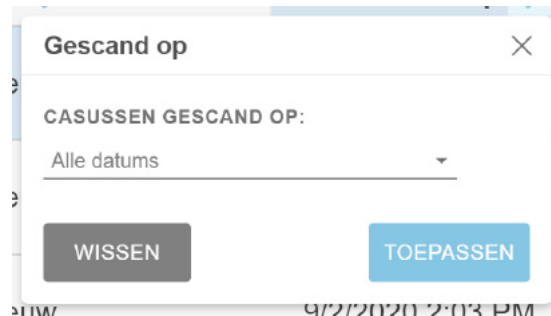 Gescand op
CASUSSEN GESCAND OP:
Alle datums
WISSEN
TOEPASSEN
9/2/2020 2:03 PM